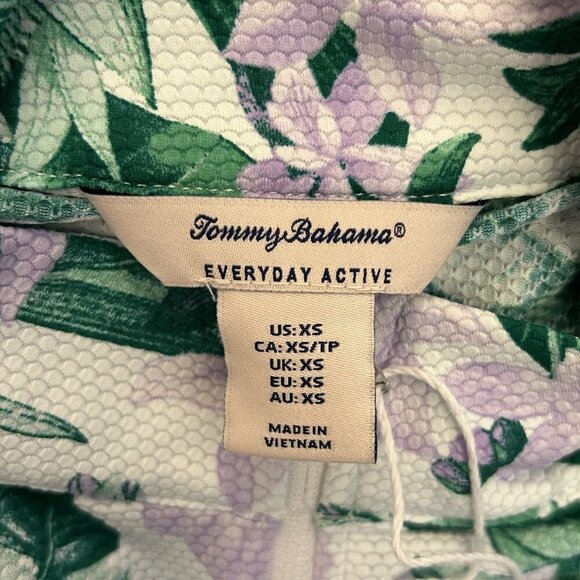 Tommy Bahama®
EVERYDAY ACTIVE
US: XS
CA: XS/TP
UK: XS
EU: XS
AU: XS
MADE IN
VIETNAM